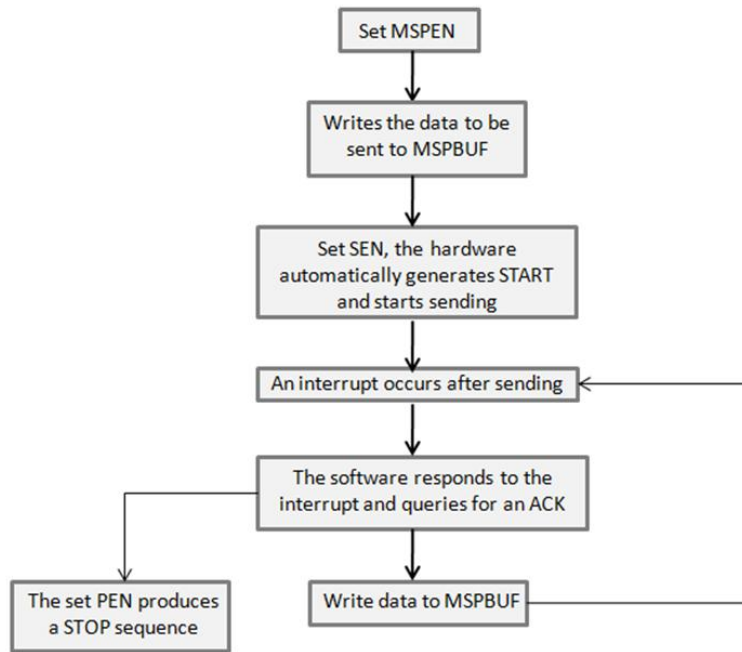 Set MSPEN
Writes the data to be
sent to MSPBUF
Set SEN, the hardware
automatically generates START
and starts sending
An interrupt occurs after sending
The software responds to the
interrupt and queries for an ACK
The set PEN produces
a STOP sequence
Write data to MSPBUF